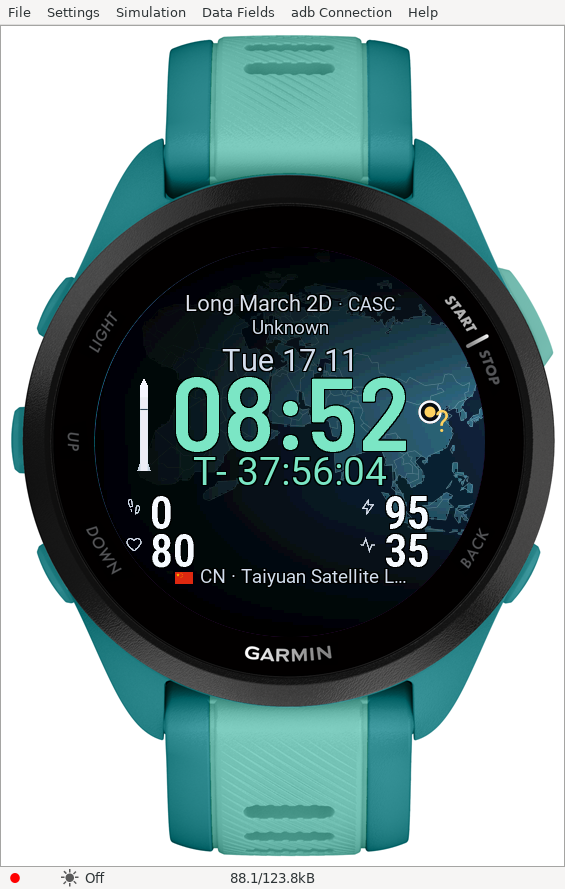 File Settings Simulation Data Fields adb Connection Help
Long March 2D · CASC
Unknown
LIGHT
START
STOP
Tue 17.11
08:52
?
UP
T- 37:56:04
0 95
80 35
DOWN
BACK
CN · Taiyuan Satellite L...
GARMIN
Off 88.1/123.8kB